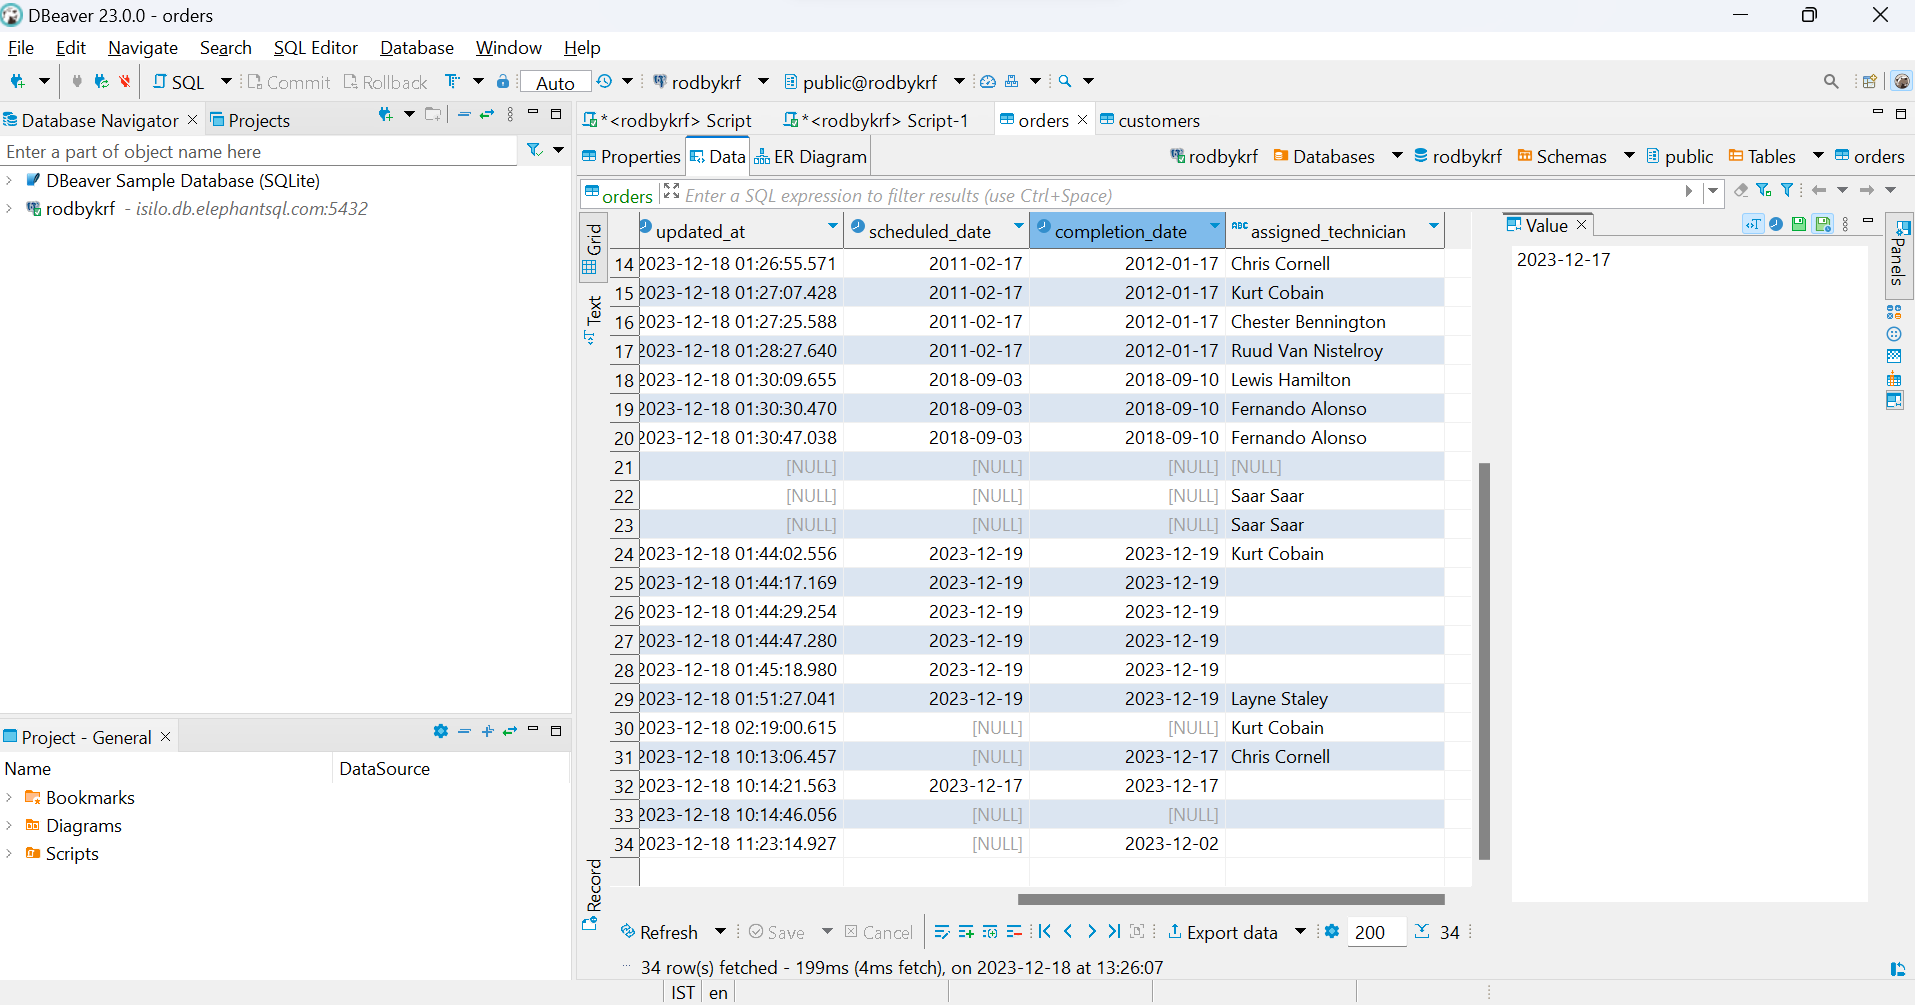 DBeaver 23.0.0 - orders
File Edit Navigate Search SQL Editor Database Window Help
SQL Commit Rollback Auto rodbykrf public@rodbykrf
Database Navigator Projects
Enter a part of object name here
DBeaver Sample Database (SQLite)
rodbykrf - isilo.db.elephantsql.com:5432
Project - General
Name DataSource
Bookmarks
Diagrams
Scripts
*<rodbykrf> Script *<rodbykrf> Script-1 orders customers
Properties Data ER Diagram rodbykrf Databases rodbykrf Schemas public Tables orders
orders Enter a SQL expression to filter results (use Ctrl+Space)
Grid
Text
Record
updated_at scheduled_date completion_date ABC assigned_technician
14 2023-12-18 01:26:55.571 2011-02-17 2012-01-17 Chris Cornell
15 2023-12-18 01:27:07.428 2011-02-17 2012-01-17 Kurt Cobain
16 2023-12-18 01:27:25.588 2011-02-17 2012-01-17 Chester Bennington
17 2023-12-18 01:28:27.640 2011-02-17 2012-01-17 Ruud Van Nistelroy
18 2023-12-18 01:30:09.655 2018-09-03 2018-09-10 Lewis Hamilton
19 2023-12-18 01:30:30.470 2018-09-03 2018-09-10 Fernando Alonso
20 2023-12-18 01:30:47.038 2018-09-03 2018-09-10 Fernando Alonso
21 [NULL] [NULL] [NULL] [NULL]
22 [NULL] [NULL] [NULL] Saar Saar
23 [NULL] [NULL] [NULL] Saar Saar
24 2023-12-18 01:44:02.556 2023-12-19 2023-12-19 Kurt Cobain
25 2023-12-18 01:44:17.169 2023-12-19 2023-12-19
26 2023-12-18 01:44:29.254 2023-12-19 2023-12-19
27 2023-12-18 01:44:47.280 2023-12-19 2023-12-19
28 2023-12-18 01:45:18.980 2023-12-19 2023-12-19
29 2023-12-18 01:51:27.041 2023-12-19 2023-12-19 Layne Staley
30 2023-12-18 02:19:00.615 [NULL] [NULL] Kurt Cobain
31 2023-12-18 10:13:06.457 [NULL] 2023-12-17 Chris Cornell
32 2023-12-18 10:14:21.563 2023-12-17 2023-12-17
33 2023-12-18 10:14:46.056 [NULL] [NULL]
34 2023-12-18 11:23:14.927 [NULL] 2023-12-02
Value
2023-12-17
Panels
Refresh Save Cancel Export data 200 34
34 row(s) fetched - 199ms (4ms fetch), on 2023-12-18 at 13:26:07
IST en